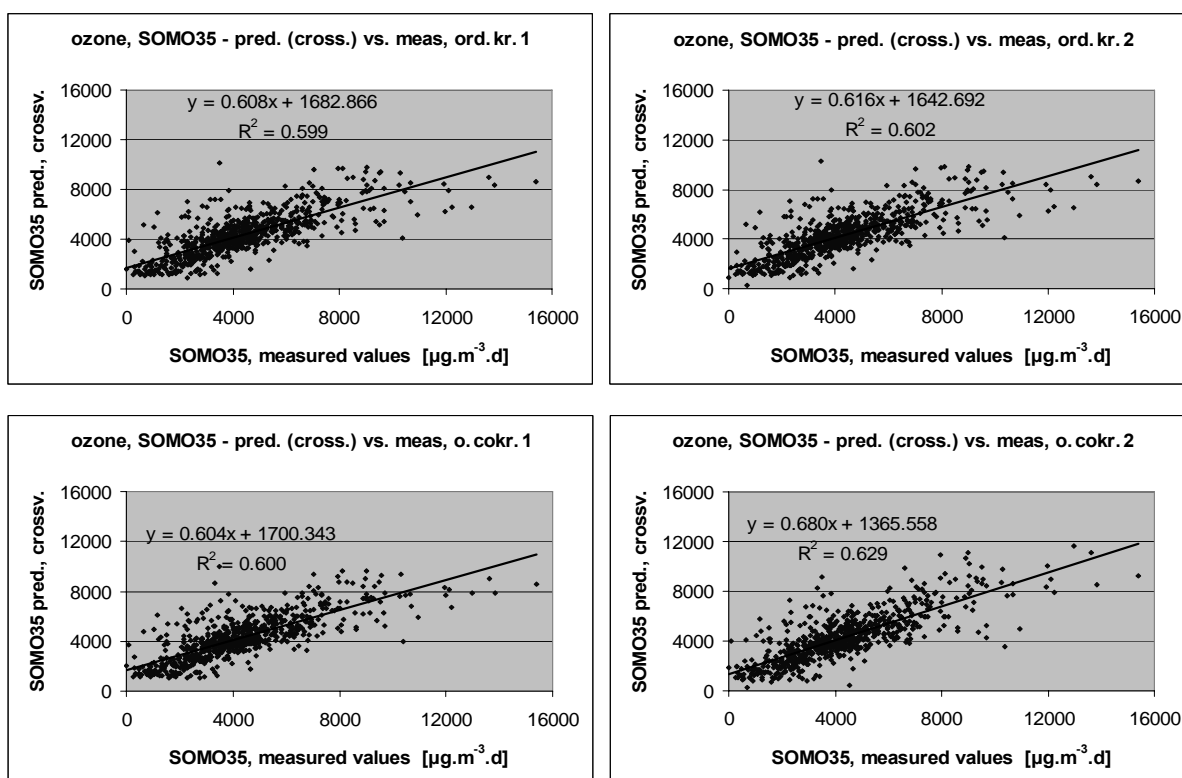 ozone, SOMO35 - pred. (cross.) vs. meas, ord. kr. 1
y = 0.608x + 1682.866
R² = 0.599
SOMO35 pred., crossv.
16000
12000
8000
4000
0
0 4000 8000 12000 16000
SOMO35, measured values [µg.m⁻³.d]
ozone, SOMO35 - pred. (cross.) vs. meas, ord. kr. 2
y = 0.616x + 1642.692
R² = 0.602
SOMO35 pred., crossv.
16000
12000
8000
4000
0
0 4000 8000 12000 16000
SOMO35, measured values [µg.m⁻³.d]
ozone, SOMO35 - pred. (cross.) vs. meas, o. cokr. 1
y = 0.604x + 1700.343
R² = 0.600
SOMO35 pred., crossv.
16000
12000
8000
4000
0
0 4000 8000 12000 16000
SOMO35, measured values [µg.m⁻³.d]
ozone, SOMO35 - pred. (cross.) vs. meas, o. cokr. 2
y = 0.680x + 1365.558
R² = 0.629
SOMO35 pred., crossv.
16000
12000
8000
4000
0
0 4000 8000 12000 16000
SOMO35, measured values [µg.m⁻³.d]